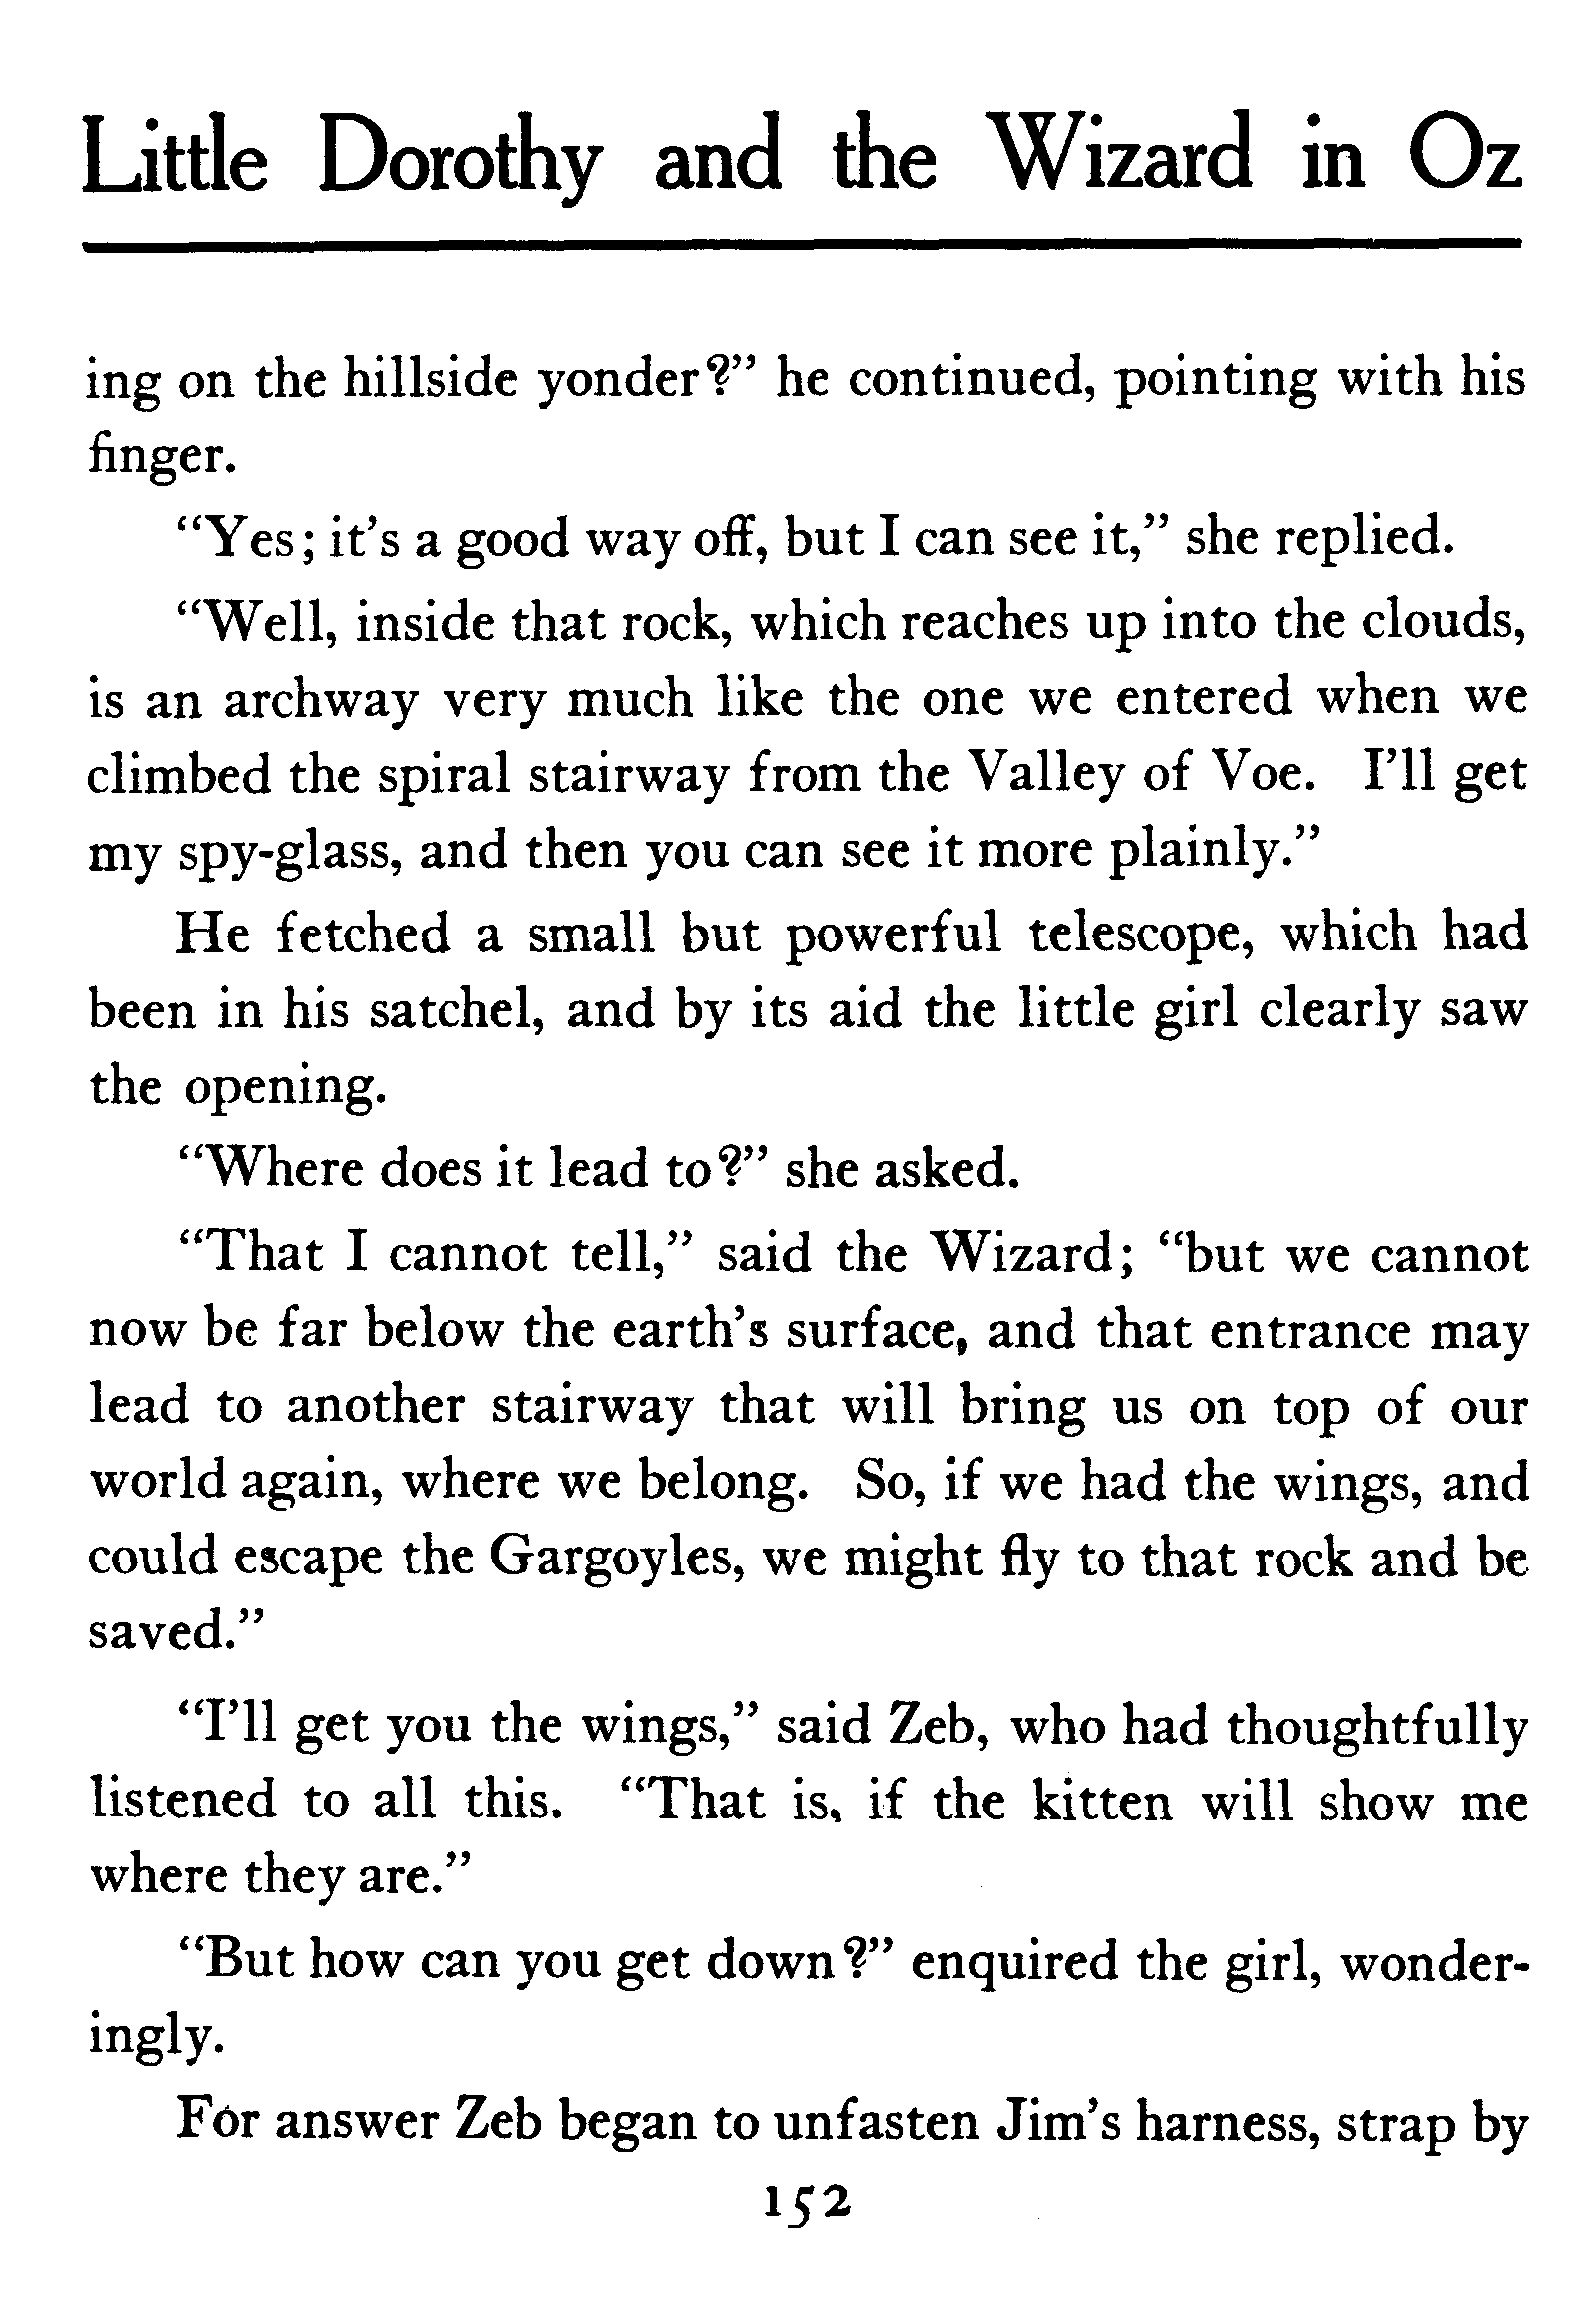 Little Dorothy and the Wizard in Oz
ing on the hillside yonder?” he continued, pointing with his
finger.
“Yes; it’s a good way off, but I can see it,” she replied.
“Well, inside that rock, which reaches up into the clouds,
is an archway very much like the one we entered when we
climbed the spiral stairway from the Valley of Voe. I’ll get
my spy-glass, and then you can see it more plainly.”
He fetched a small but powerful telescope, which had
been in his satchel, and by its aid the little girl clearly saw
the opening.
“Where does it lead to?” she asked.
“That I cannot tell,” said the Wizard; “but we cannot
now be far below the earth’s surface, and that entrance may
lead to another stairway that will bring us on top of our
world again, where we belong. So, if we had the wings, and
could escape the Gargoyles, we might fly to that rock and be
saved.”
“I’ll get you the wings,” said Zeb, who had thoughtfully
listened to all this. “That is, if the kitten will show me
where they are.”
“But how can you get down?” enquired the girl, wonder-
ingly.
For answer Zeb began to unfasten Jim’s harness, strap by
152